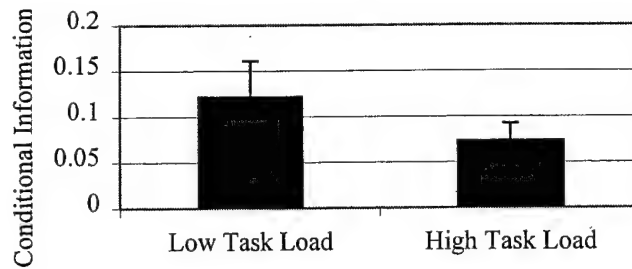 Conditional Information
0.2
0.15
0.1
0.05
0
Low Task Load
High Task Load